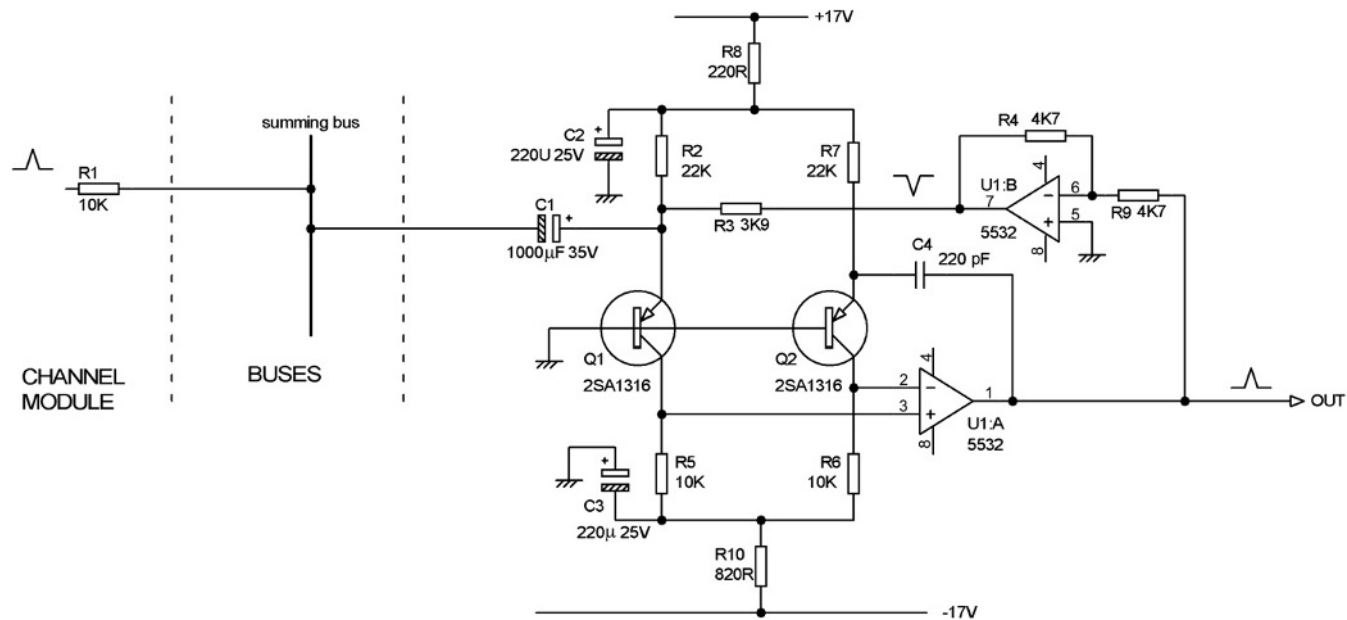 +17V
R8
220R
summing bus
C2
220U 25V
R2
22K
R7
22K
R4 4K7
R1
10K
U1:B
4
7
6
5
8
5532
R9 4K7
C1
1000µF 35V
R3 3K9
C4
220 pF
Q1
2SA1316
Q2
2SA1316
CHANNEL
MODULE
BUSES
4
2
3
1
8
U1:A
5532
OUT
C3
220µ 25V
R5
10K
R6
10K
R10
820R
-17V
+
+
+
−
+
−
+